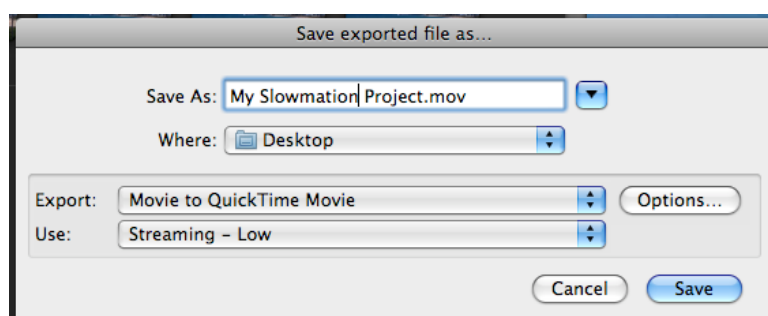 Save exported file as...
Save As: My Slowmation Project.mov
Where: Desktop
Export: Movie to QuickTime Movie Options...
Use: Streaming – Low
Cancel Save